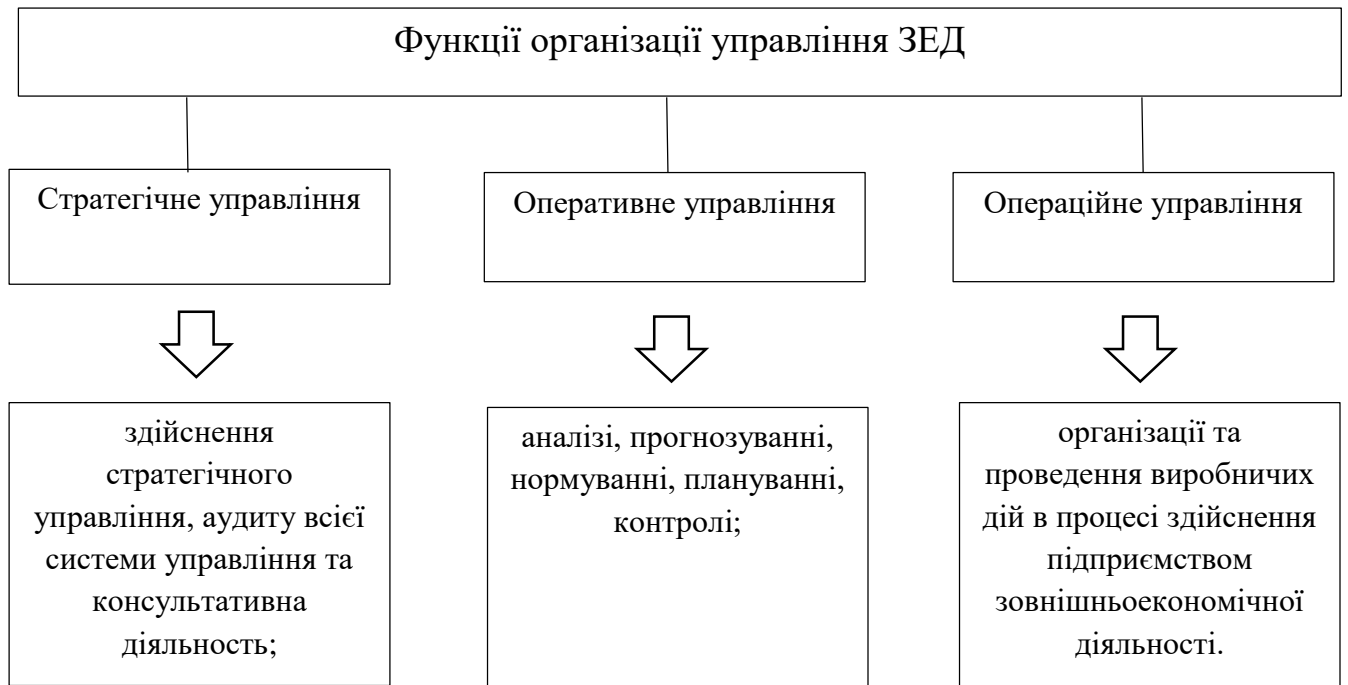 Функції організації управління ЗЕД
Стратегічне управління
Оперативне управління
Операційне управління
здійснення
стратегічного
управління, аудиту всієї
системи управління та
консультативна
діяльность;
аналізі, прогнозуванні,
нормуванні, плануванні,
контролі;
організації та
проведення виробничих
дій в процесі здійснення
підприємством
зовнішньоекономічної
діяльності.